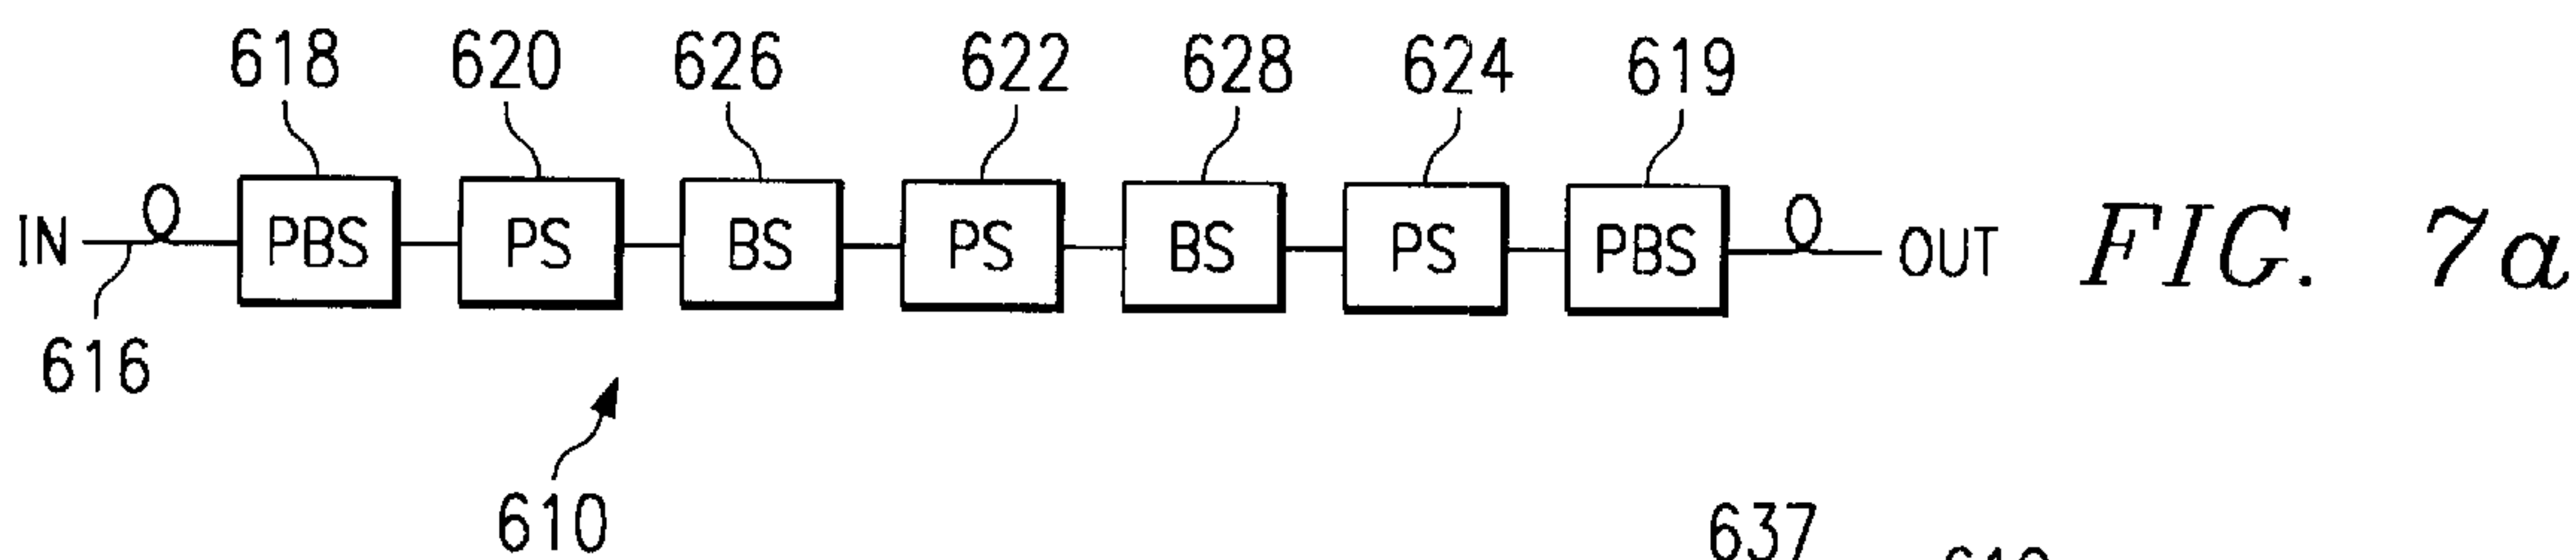 618 620 626 622 628 624 619
IN PBS PS BS PS BS PS PBS OUT FIG. 7a
616
610
637